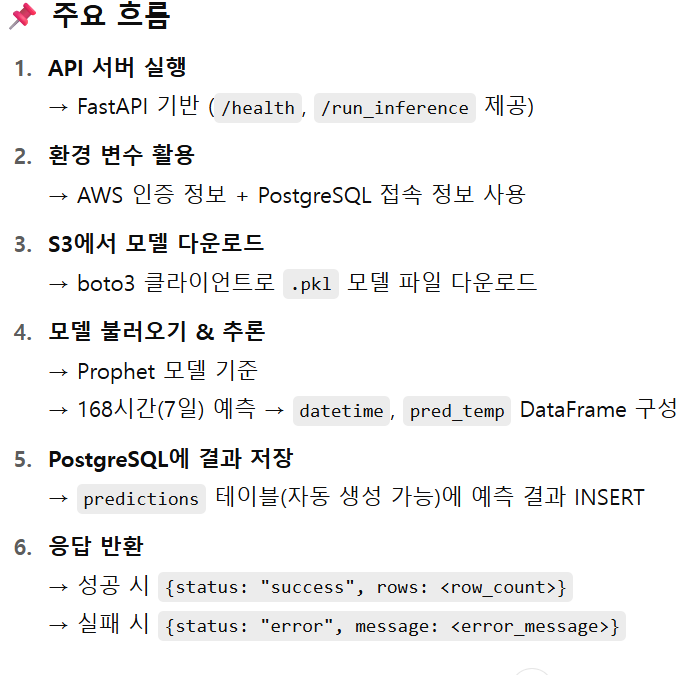 📌 주요 흐름
1. API 서버 실행
→ FastAPI 기반 (/health, /run_inference 제공)
2. 환경 변수 활용
→ AWS 인증 정보 + PostgreSQL 접속 정보 사용
3. S3에서 모델 다운로드
→ boto3 클라이언트로 .pkl 모델 파일 다운로드
4. 모델 불러오기 & 추론
→ Prophet 모델 기준
→ 168시간(7일) 예측 → datetime, pred_temp DataFrame 구성
5. PostgreSQL에 결과 저장
→ predictions 테이블(자동 생성 가능)에 예측 결과 INSERT
6. 응답 반환
→ 성공 시 {status: "success", rows: <row_count>}
→ 실패 시 {status: "error", message: <error_message>}